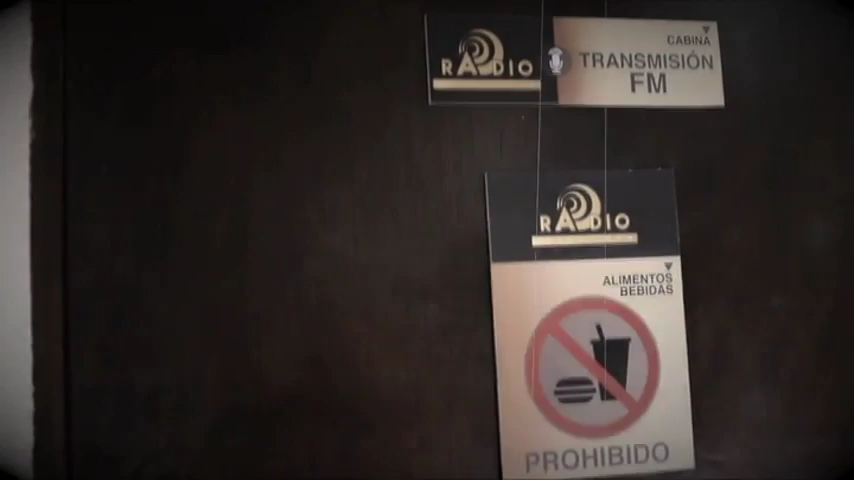 RADIO
CABINA
TRANSMISIÓN
FM
RADIO
ALIMENTOS
BEBIDAS
PROHIBIDO